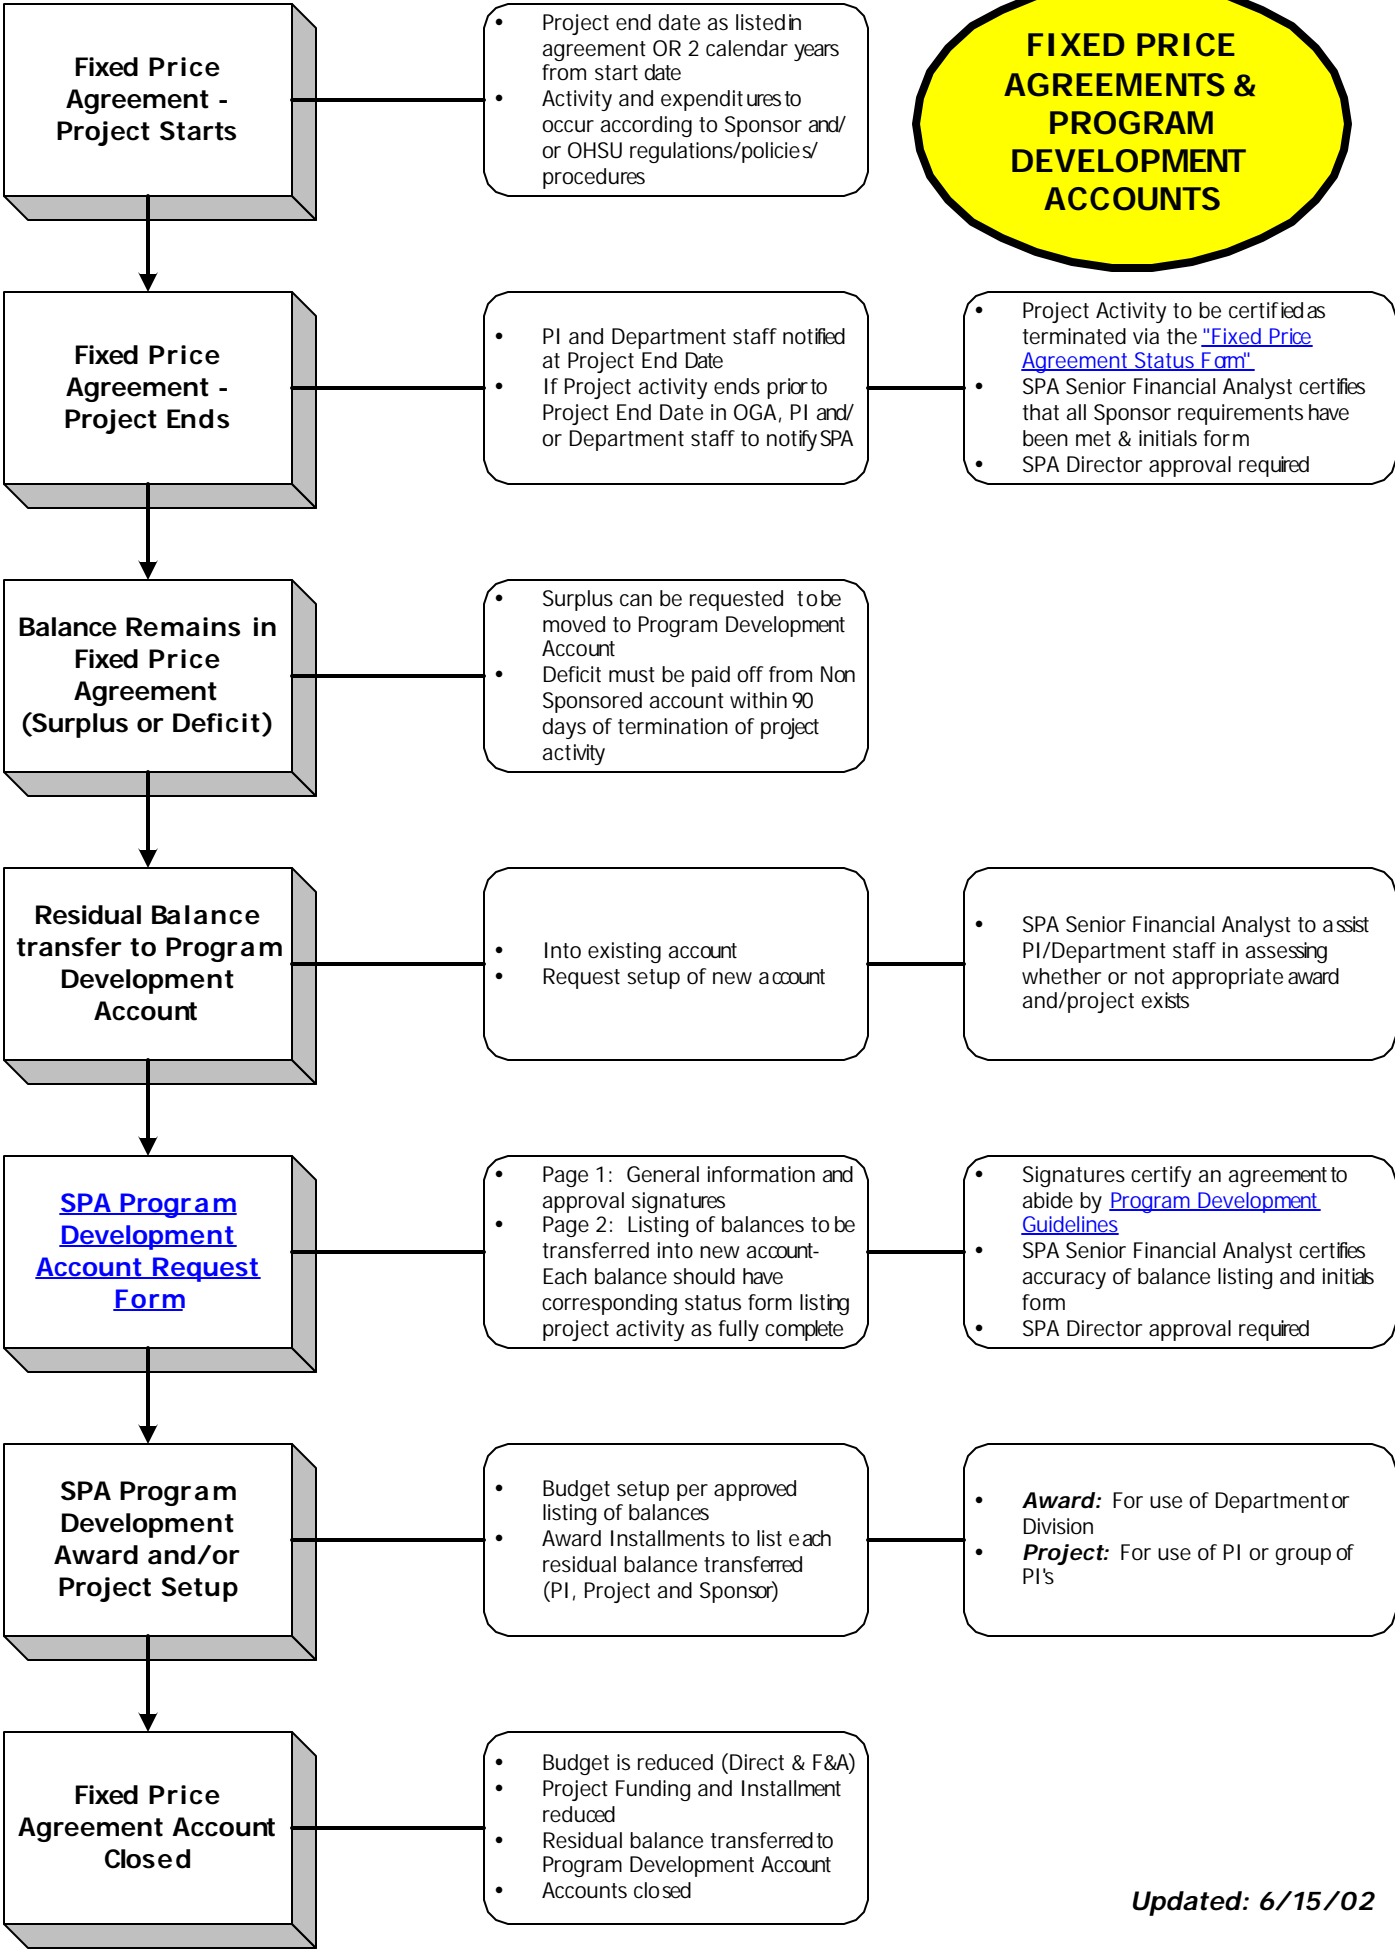 Fixed Price
Agreement -
Project Starts
• Project end date as listed in
agreement OR 2 calendar years
from start date
• Activity and expenditures to
occur according to Sponsor and/
or OHSU regulations/policies/
procedures
FIXED PRICE
AGREEMENTS &
PROGRAM
DEVELOPMENT
ACCOUNTS
Fixed Price
Agreement -
Project Ends
• PI and Department staff notified
at Project End Date
• If Project activity ends prior to
Project End Date in OGA, PI and/
or Department staff to notify SPA
• Project Activity to be certified as
terminated via the "Fixed Price
Agreement Status Form"
• SPA Senior Financial Analyst certifies
that all Sponsor requirements have
been met & initials form
• SPA Director approval required
Balance Remains in
Fixed Price
Agreement
(Surplus or Deficit)
• Surplus can be requested to be
moved to Program Development
Account
• Deficit must be paid off from Non
Sponsored account within 90
days of termination of project
activity
Residual Balance
transfer to Program
Development
Account
• Into existing account
• Request setup of new account
• SPA Senior Financial Analyst to assist
PI/Department staff in assessing
whether or not appropriate award
and/project exists
SPA Program
Development
Account Request
Form
• Page 1: General information and
approval signatures
• Page 2: Listing of balances to be
transferred into new account-
Each balance should have
corresponding status form listing
project activity as fully complete
• Signatures certify an agreement to
abide by Program Development
Guidelines
• SPA Senior Financial Analyst certifies
accuracy of balance listing and initials
form
• SPA Director approval required
SPA Program
Development
Award and/or
Project Setup
• Budget setup per approved
listing of balances
• Award Installments to list each
residual balance transferred
(PI, Project and Sponsor)
• Award: For use of Department or
Division
• Project: For use of PI or group of
PI's
Fixed Price
Agreement Account
Closed
• Budget is reduced (Direct & F&A)
• Project Funding and Installment
reduced
• Residual balance transferred to
Program Development Account
• Accounts closed
Updated: 6/15/02